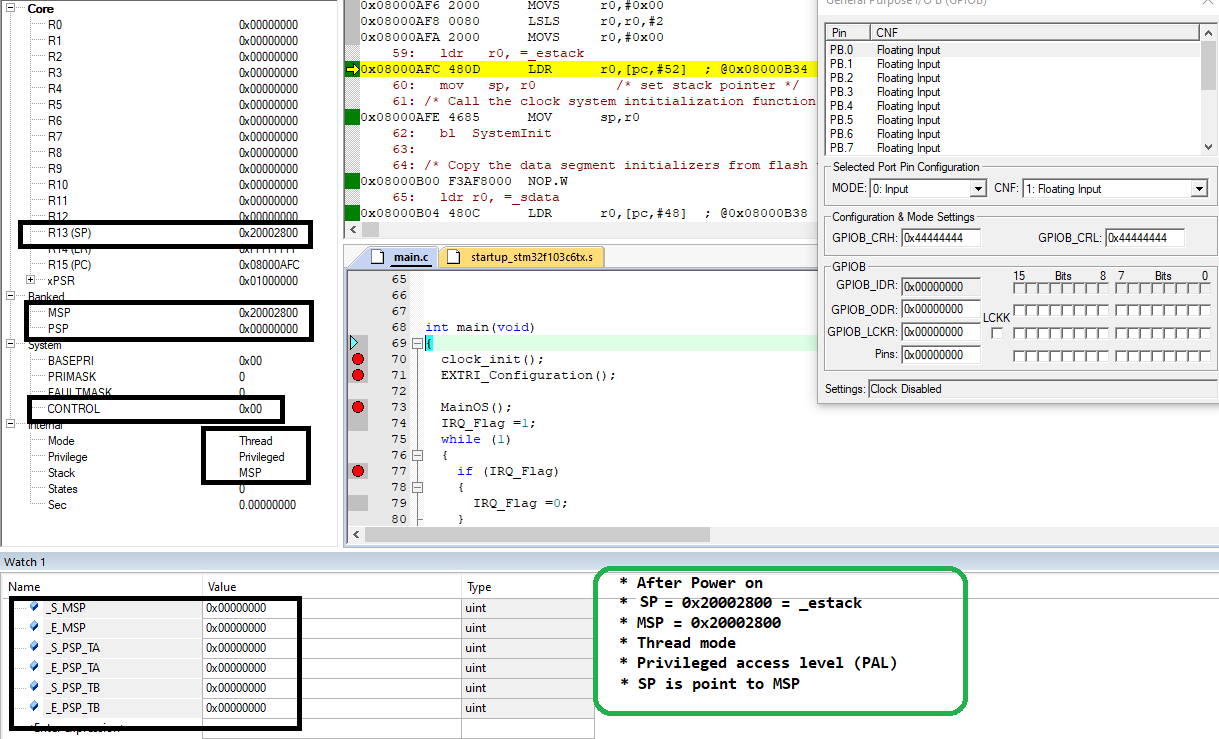 Core
R0 0x00000000
R1 0x00000000
R2 0x00000000
R3 0x00000000
R4 0x00000000
R5 0x00000000
R6 0x00000000
R7 0x00000000
R8 0x00000000
R9 0x00000000
R10 0x00000000
R11 0x00000000
R12 0x00000000
R13 (SP) 0x20002800
R14 (LR) 0xFFFFFFFF
R15 (PC) 0x08000AFC
xPSR 0x01000000
Banked
MSP 0x20002800
PSP 0x00000000
System
BASEPRI 0x00
PRIMASK 0
FAULTMASK 0
CONTROL 0x00
Internal
Mode Thread
Privilege Privileged
Stack MSP
States 0
Sec 0.00000000
0x08000AF6 2000 MOVS r0,#0x00
0x08000AF8 0080 LSLS r0,r0,#2
0x08000AFA 2000 MOVS r0,#0x00
59: ldr r0, =_estack
0x08000AFC 480D LDR r0,[pc,#52] ; @0x08000B34
60: mov sp, r0 /* set stack pointer */
61: /* Call the clock system intitialization function
0x08000AFE 4685 MOV sp,r0
62: bl SystemInit
63:
64: /* Copy the data segment initializers from flash
0x08000B00 F3AF8000 NOP.W
65: ldr r0, =_sdata
0x08000B04 480C LDR r0,[pc,#48] ; @0x08000B38
main.c startup_stm32f103c6tx.s
65
66
67
68 int main(void)
69 {
70 clock_init();
71 EXTRI_Configuration();
72
73 MainOS();
74 IRQ_Flag =1;
75 while (1)
76 {
77 if (IRQ_Flag)
78 {
79 IRQ_Flag =0;
80 }
General Purpose I/O B (GPIOB)
Pin CNF
PB.0 Floating Input
PB.1 Floating Input
PB.2 Floating Input
PB.3 Floating Input
PB.4 Floating Input
PB.5 Floating Input
PB.6 Floating Input
PB.7 Floating Input
Selected Port Pin Configuration
MODE: 0: Input CNF: 1: Floating Input
Configuration & Mode Settings
GPIOB_CRH: 0x44444444 GPIOB_CRL: 0x44444444
GPIOB
15 Bits 8 7 Bits 0
GPIOB_IDR: 0x00000000
GPIOB_ODR: 0x00000000
LCKK
GPIOB_LCKR: 0x00000000
Pins: 0x00000000
Settings: Clock Disabled
Watch 1
Name Value Type
_S_MSP 0x00000000 uint
_E_MSP 0x00000000 uint
_S_PSP_TA 0x00000000 uint
_E_PSP_TA 0x00000000 uint
_S_PSP_TB 0x00000000 uint
_E_PSP_TB 0x00000000 uint
<Enter expression>
* After Power on
* SP = 0x20002800 = _estack
* MSP = 0x20002800
* Thread mode
* Privileged access level (PAL)
* SP is point to MSP